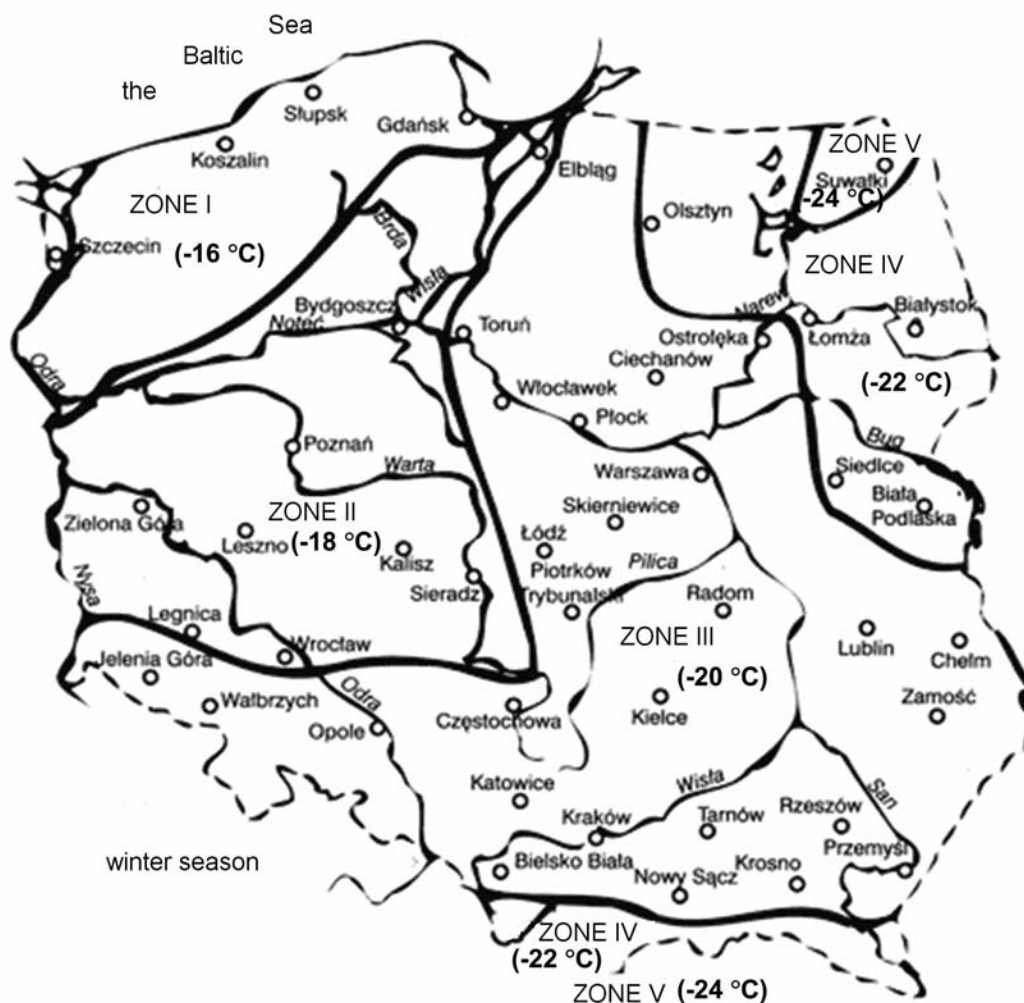 Sea
Baltic
the
Słupsk
Gdańsk
Koszalin
Elbląg
ZONE V
Suwałki
(-24 °C)
ZONE I
Olsztyn
Szczecin
(-16 °C)
Brda
ZONE IV
Wisła
Bydgoszcz
Noteć
Toruń
Narew
Białystok
Ostrołęka
Łomża
Odra
Ciechanów
(-22 °C)
Włocławek
Płock
Poznań
Bug
Warta
Warszawa
Siedlce
Skierniewice
Biała
Podlaska
Zielona Góra
ZONE II
Leszno
(-18 °C)
Łódź
Kalisz
Piotrków
Trybunalski
Pilica
Nysa
Sieradz
Radom
Legnica
ZONE III
Wrocław
Lublin
Chełm
Jelenia Góra
(-20 °C)
Odra
Wałbrzych
Zamość
Częstochowa
Kielce
Opole
Katowice
Wisła
San
Kraków
Tarnów
Rzeszów
Przemyśl
winter season
Bielsko Biała
Nowy Sącz
Krosno
ZONE IV
(-22 °C)
ZONE V (-24 °C)